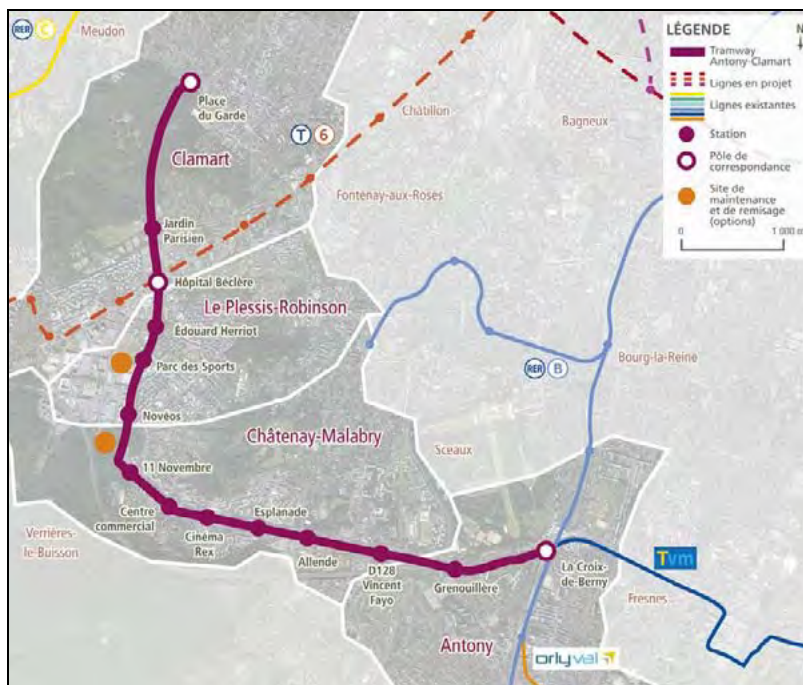 RER C
Meudon
Place
du Garde
Clamart
T 6
Châtillon
Bagneux
Fontenay-aux-Roses
Jardin
Parisien
Hôpital Béclère
Le Plessis-Robinson
Édouard Herriot
Parc des Sports
Novéos
RER B
Bourg-la-Reine
Châtenay-Malabry
Sceaux
11 Novembre
Centre
commercial
Cinéma
Rex
Esplanade
Allende
D128
Vincent
Fayo
Grenouillère
La Croix-
de-Berny
Verrières-
le-Buisson
Tvm
Fresnes
Antony
orlyval
LÉGENDE
N
Tramway
Antony-Clamart
Lignes en projet
Lignes existantes
Station
Pôle de
correspondance
Site de
maintenance
et de remisage
(options)
0 1 000 m